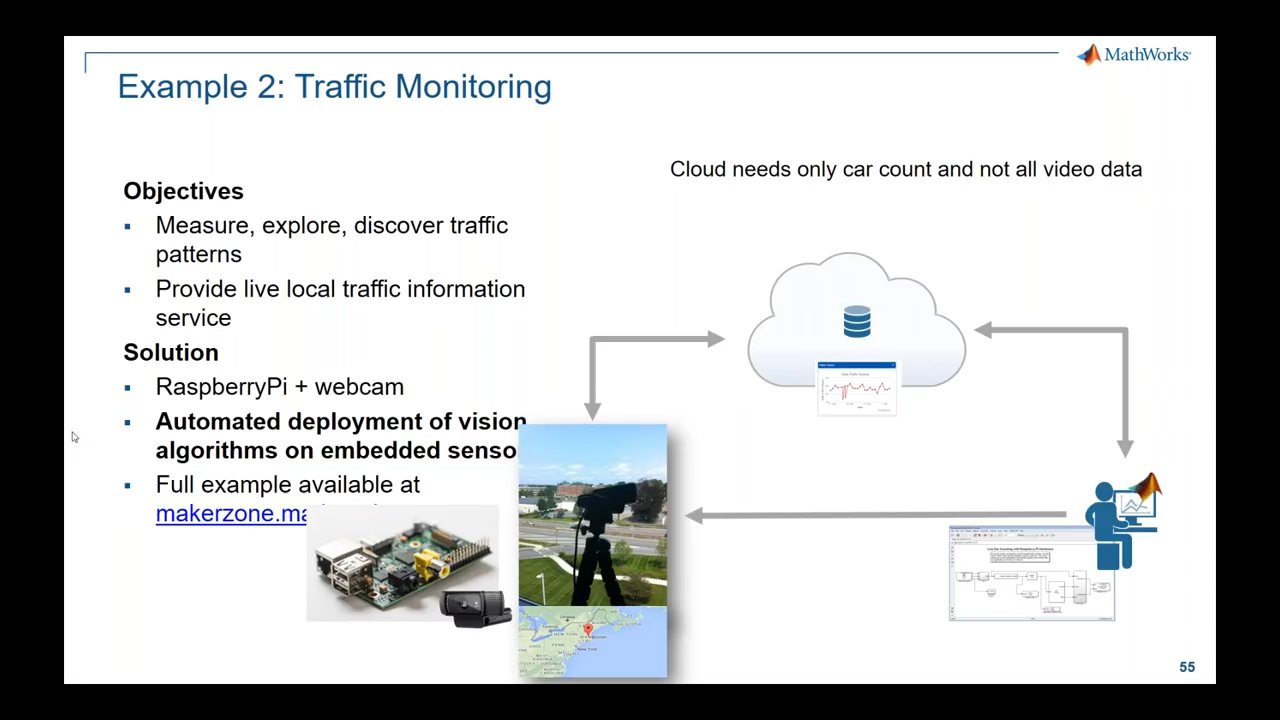 MathWorks
Example 2: Traffic Monitoring
Cloud needs only car count and not all video data
Objectives
Measure, explore, discover traffic
patterns
Provide live local traffic information
service
Solution
RaspberryPi + webcam
Automated deployment of vision
algorithms on embedded senso
Full example available at
makerzone.ma
New York
55